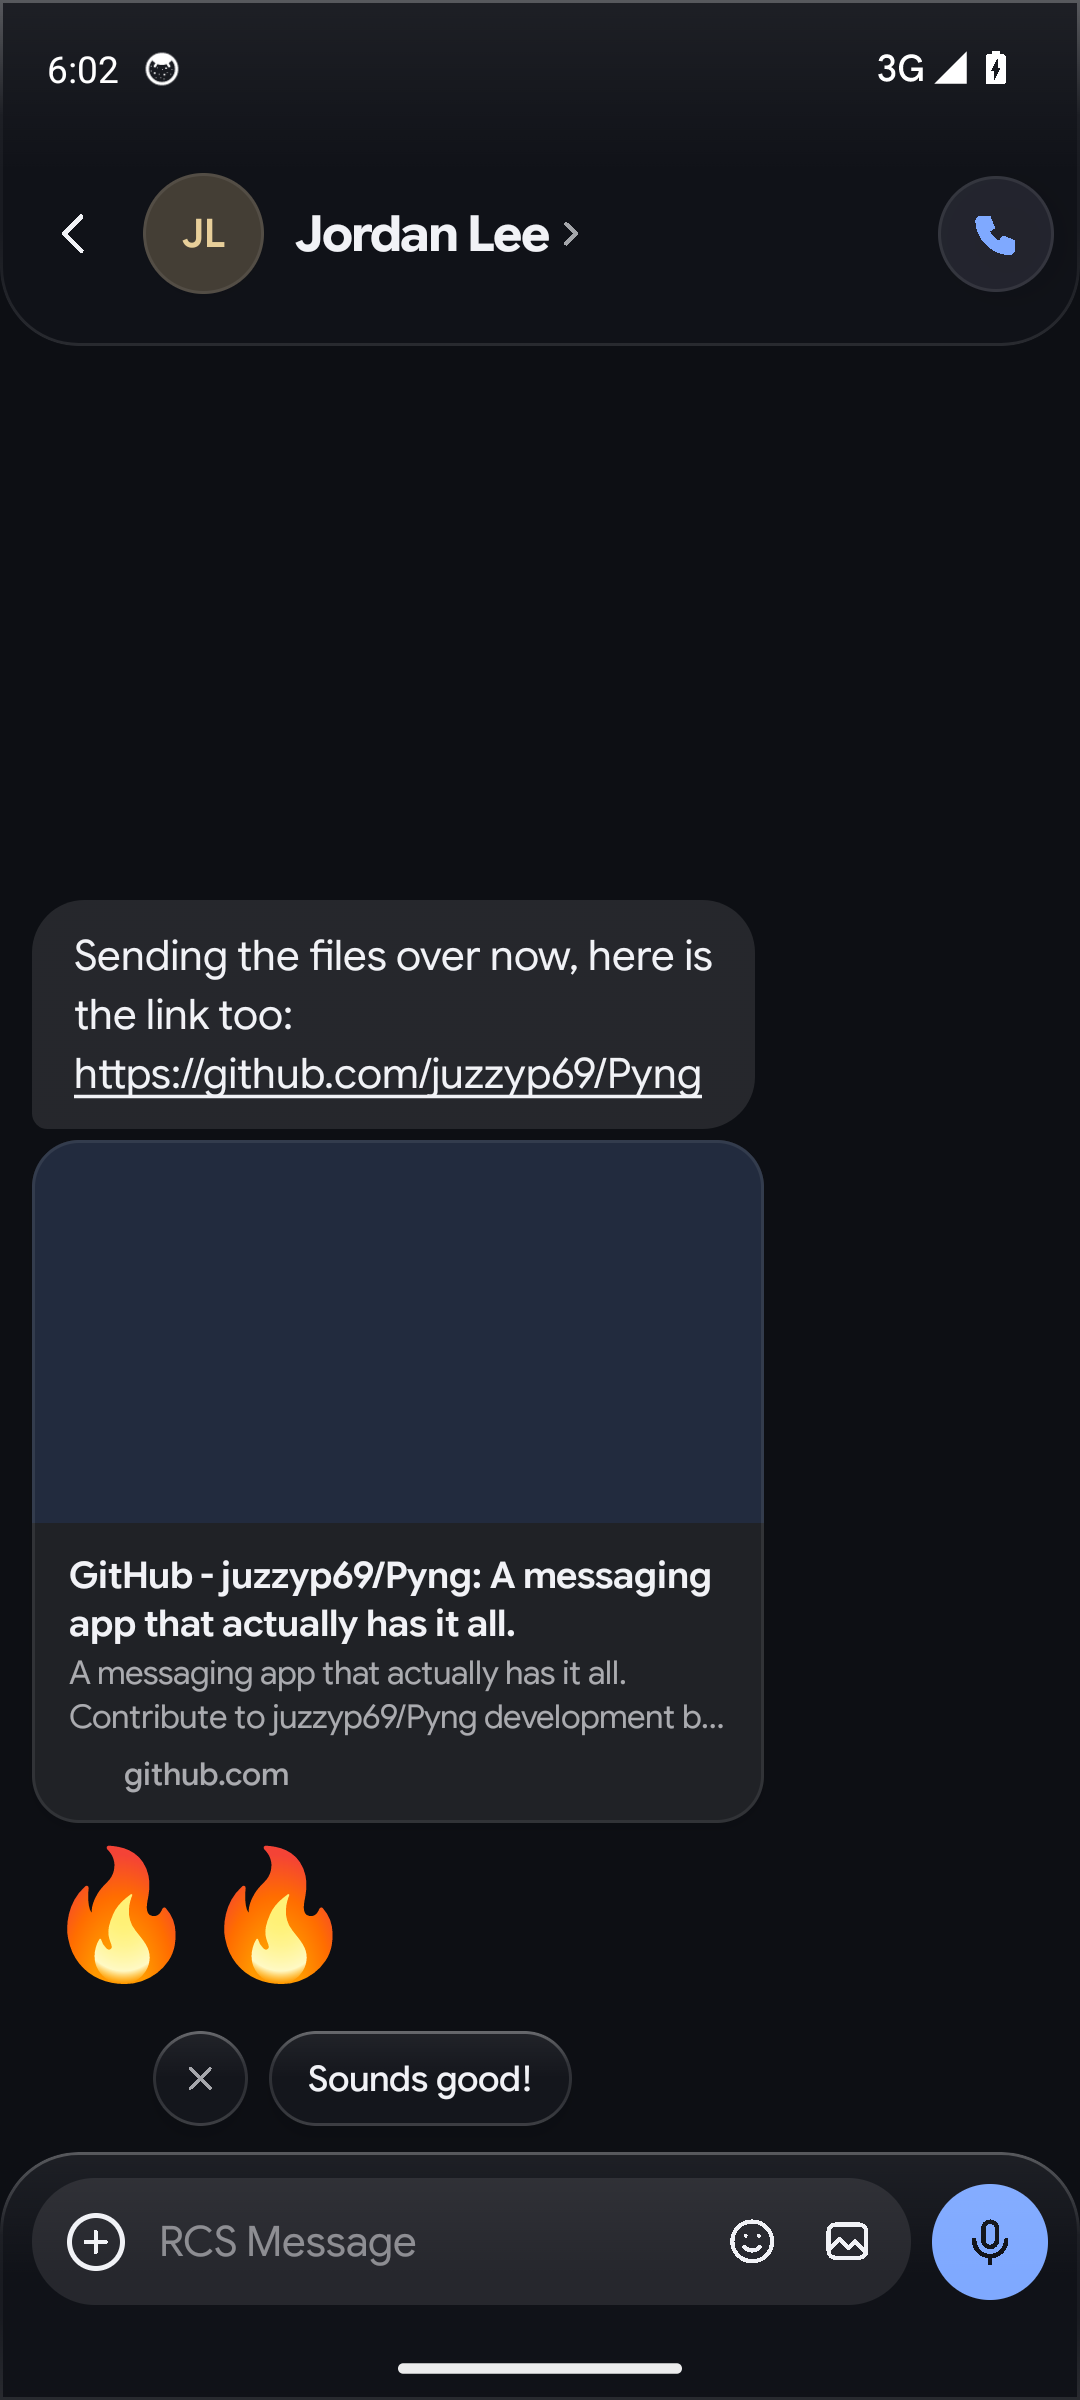 6:02
3G
JL
Jordan Lee
Sending the files over now, here is
the link too:
https://github.com/juzzyp69/Pyng
GitHub - juzzyp69/Pyng: A messaging
app that actually has it all.
A messaging app that actually has it all.
Contribute to juzzyp69/Pyng development b...
github.com
🔥 🔥
Sounds good!
RCS Message